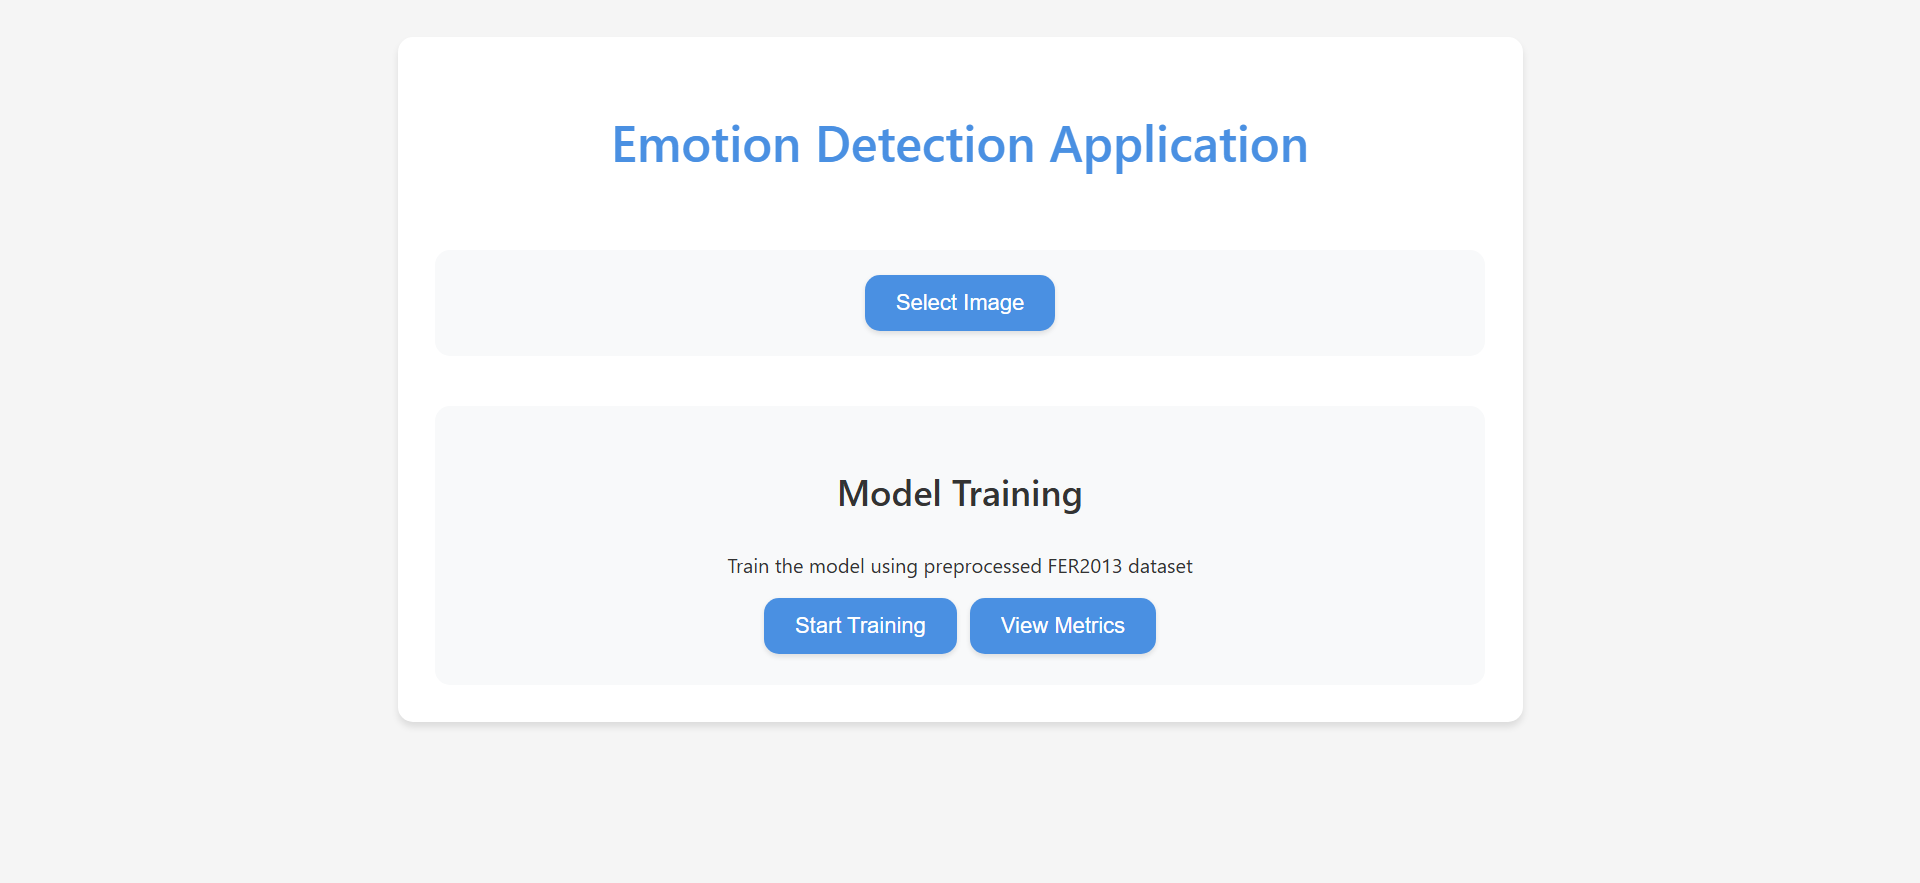 Emotion Detection Application
Select Image
Model Training
Train the model using preprocessed FER2013 dataset
Start Training View Metrics